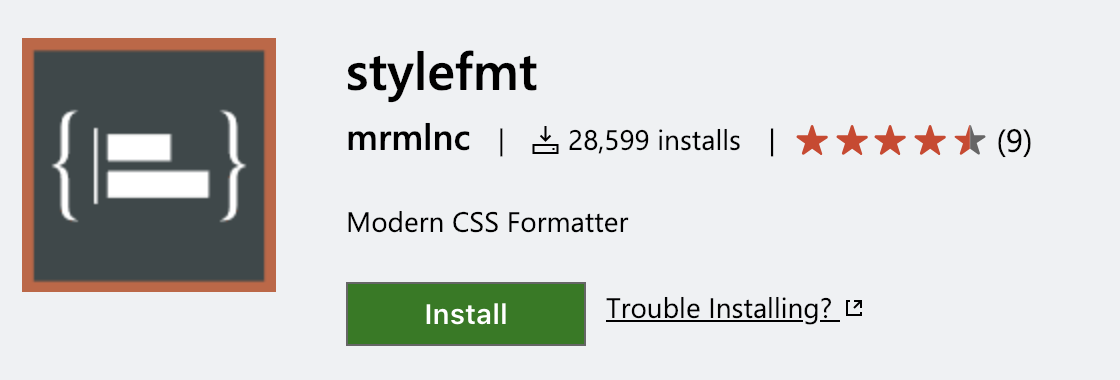 stylefmt
mrmlnc | 28,599 installs | (9)
Modern CSS Formatter
Install Trouble Installing?